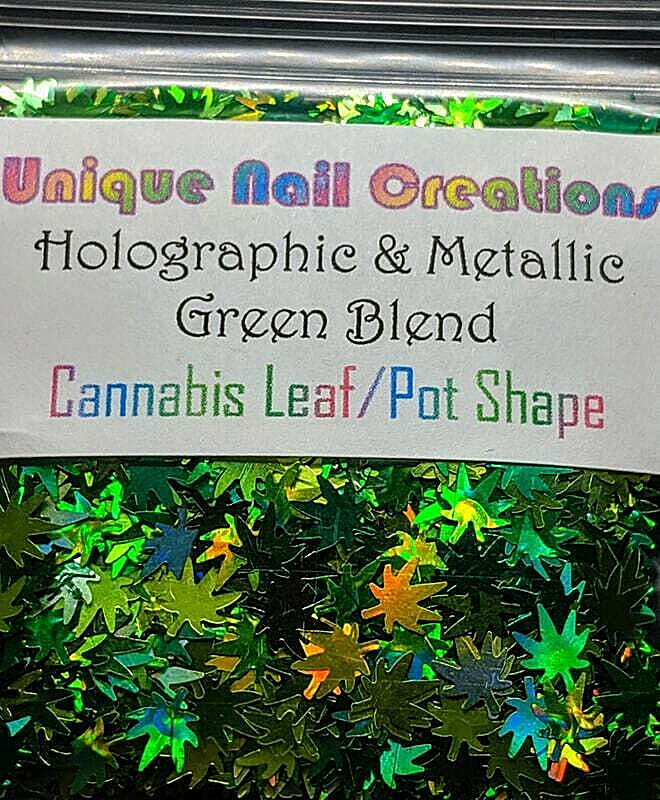 Unique Nail Creations
Holographic & Metallic
Green Blend
Cannabis Leaf/Pot Shape